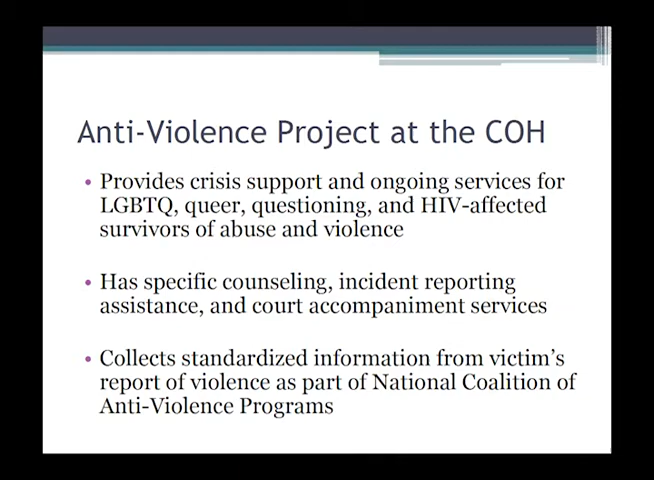 Anti-Violence Project at the COH
• Provides crisis support and ongoing services for
LGBTQ, queer, questioning, and HIV-affected
survivors of abuse and violence
• Has specific counseling, incident reporting
assistance, and court accompaniment services
• Collects standardized information from victim's
report of violence as part of National Coalition of
Anti-Violence Programs